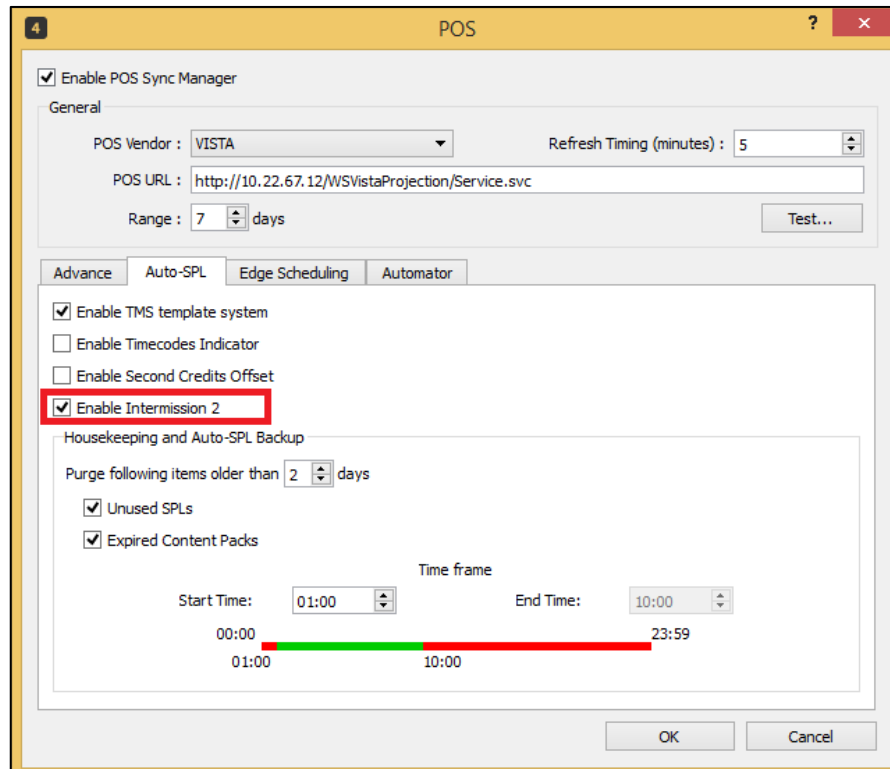 4 POS ? ×
Enable POS Sync Manager
General
POS Vendor : VISTA Refresh Timing (minutes) : 5
POS URL : http://10.22.67.12/WSVistaProjection/Service.svc
Range : 7 days Test...
Advance Auto-SPL Edge Scheduling Automator
Enable TMS template system
Enable Timecodes Indicator
Enable Second Credits Offset
Enable Intermission 2
Housekeeping and Auto-SPL Backup
Purge following items older than 2 days
Unused SPLs
Expired Content Packs
Time frame
Start Time: 01:00 End Time: 10:00
00:00 23:59
01:00 10:00
OK Cancel